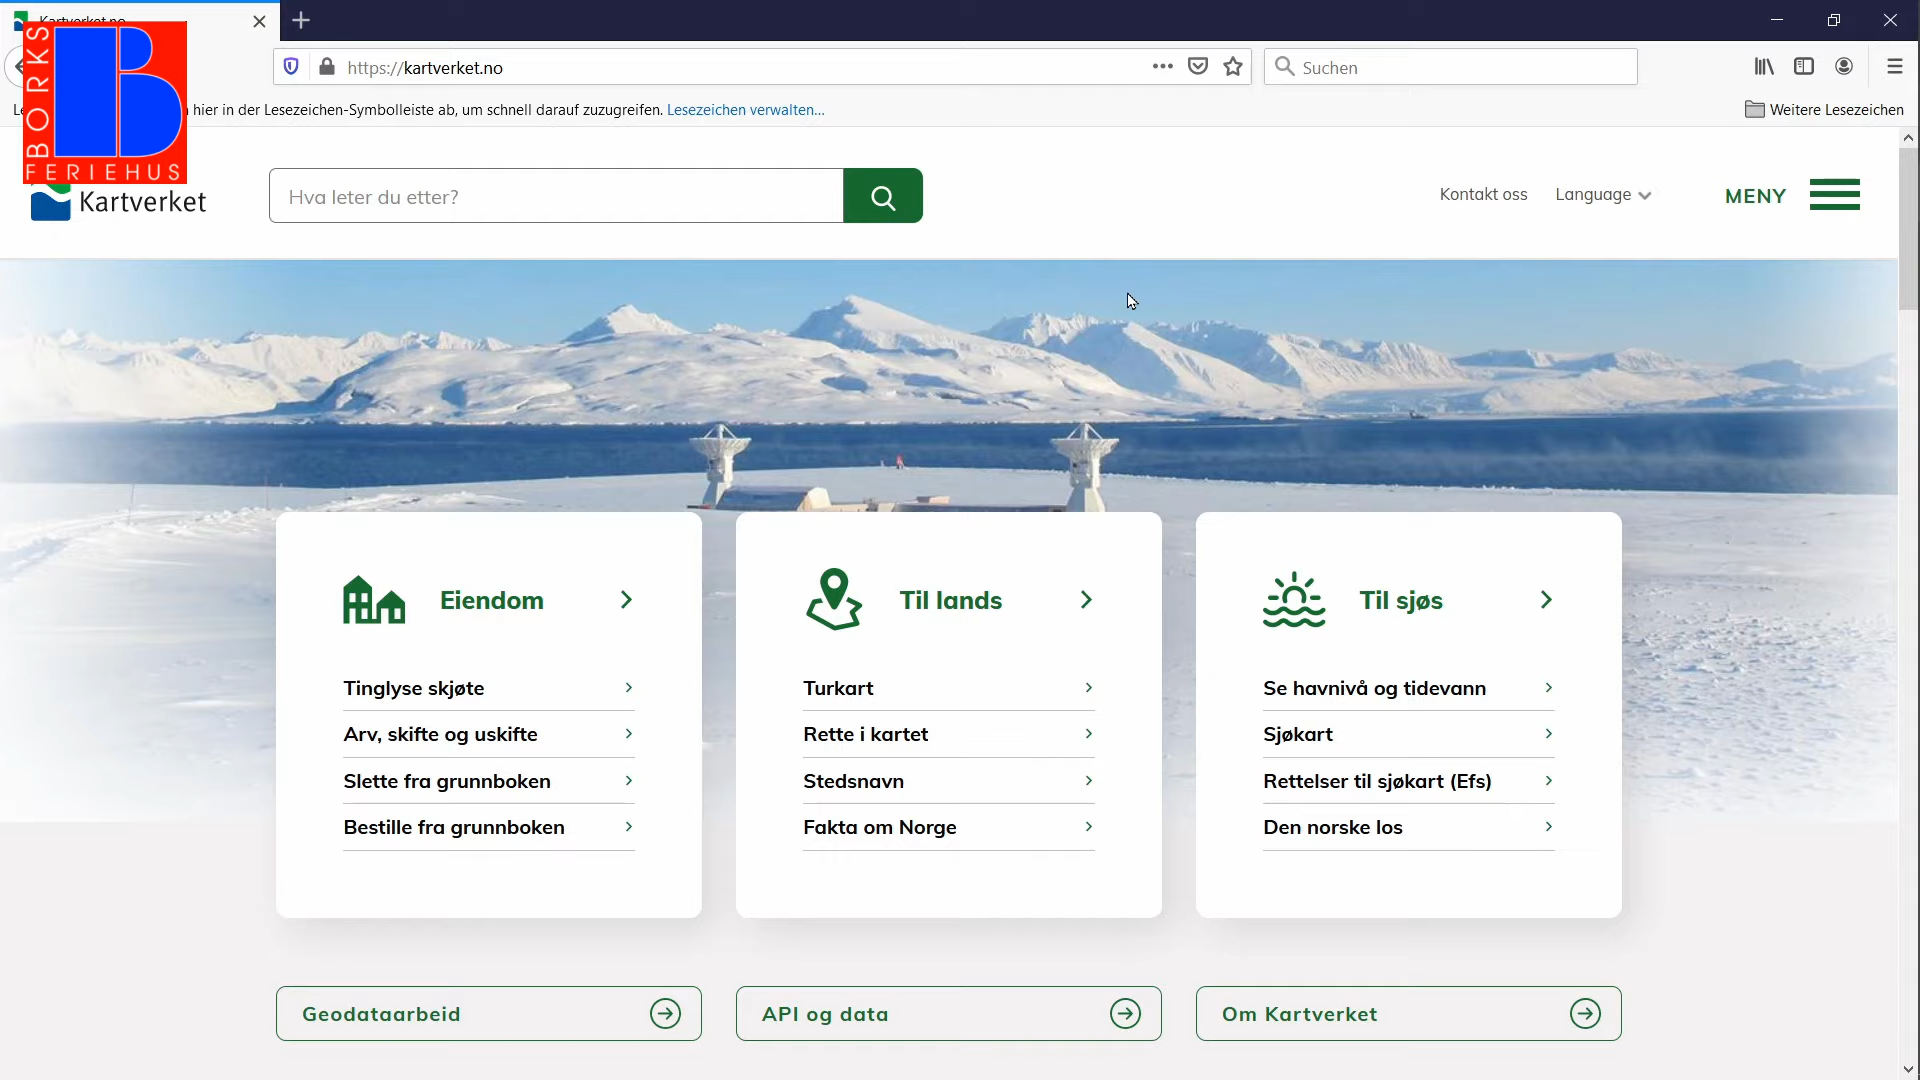 https://kartverket.no
Suchen
hier in der Lesezeichen-Symbolleiste ab, um schnell darauf zuzugreifen. Lesezeichen verwalten...
Weitere Lesezeichen
BORKS
B
FERIEHUS
Kartverket
Hva leter du etter?
Kontakt oss
Language
MENY
Eiendom
Tinglyse skjøte
Arv, skifte og uskifte
Slette fra grunnboken
Bestille fra grunnboken
Til lands
Turkart
Rette i kartet
Stedsnavn
Fakta om Norge
Til sjøs
Se havnivå og tidevann
Sjøkart
Rettelser til sjøkart (Efs)
Den norske los
Geodataarbeid
API og data
Om Kartverket